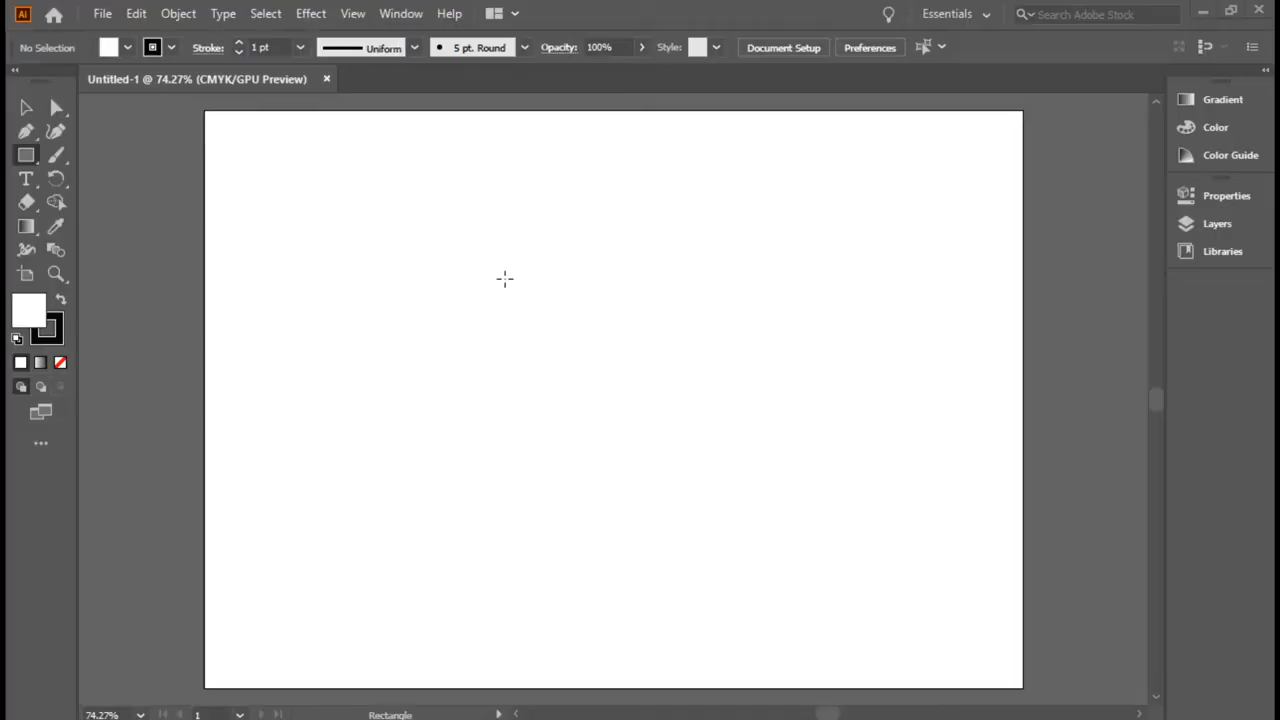 Ai File Edit Object Type Select Effect View Window Help Essentials Search Adobe Stock
No Selection Stroke: 1 pt Uniform 5 pt. Round Opacity: 100% Style: Document Setup Preferences
Untitled-1 @ 74.27% (CMYK/GPU Preview)
Gradient
Color
Color Guide
Properties
Layers
Libraries
T
74.27% 1 Rectangle